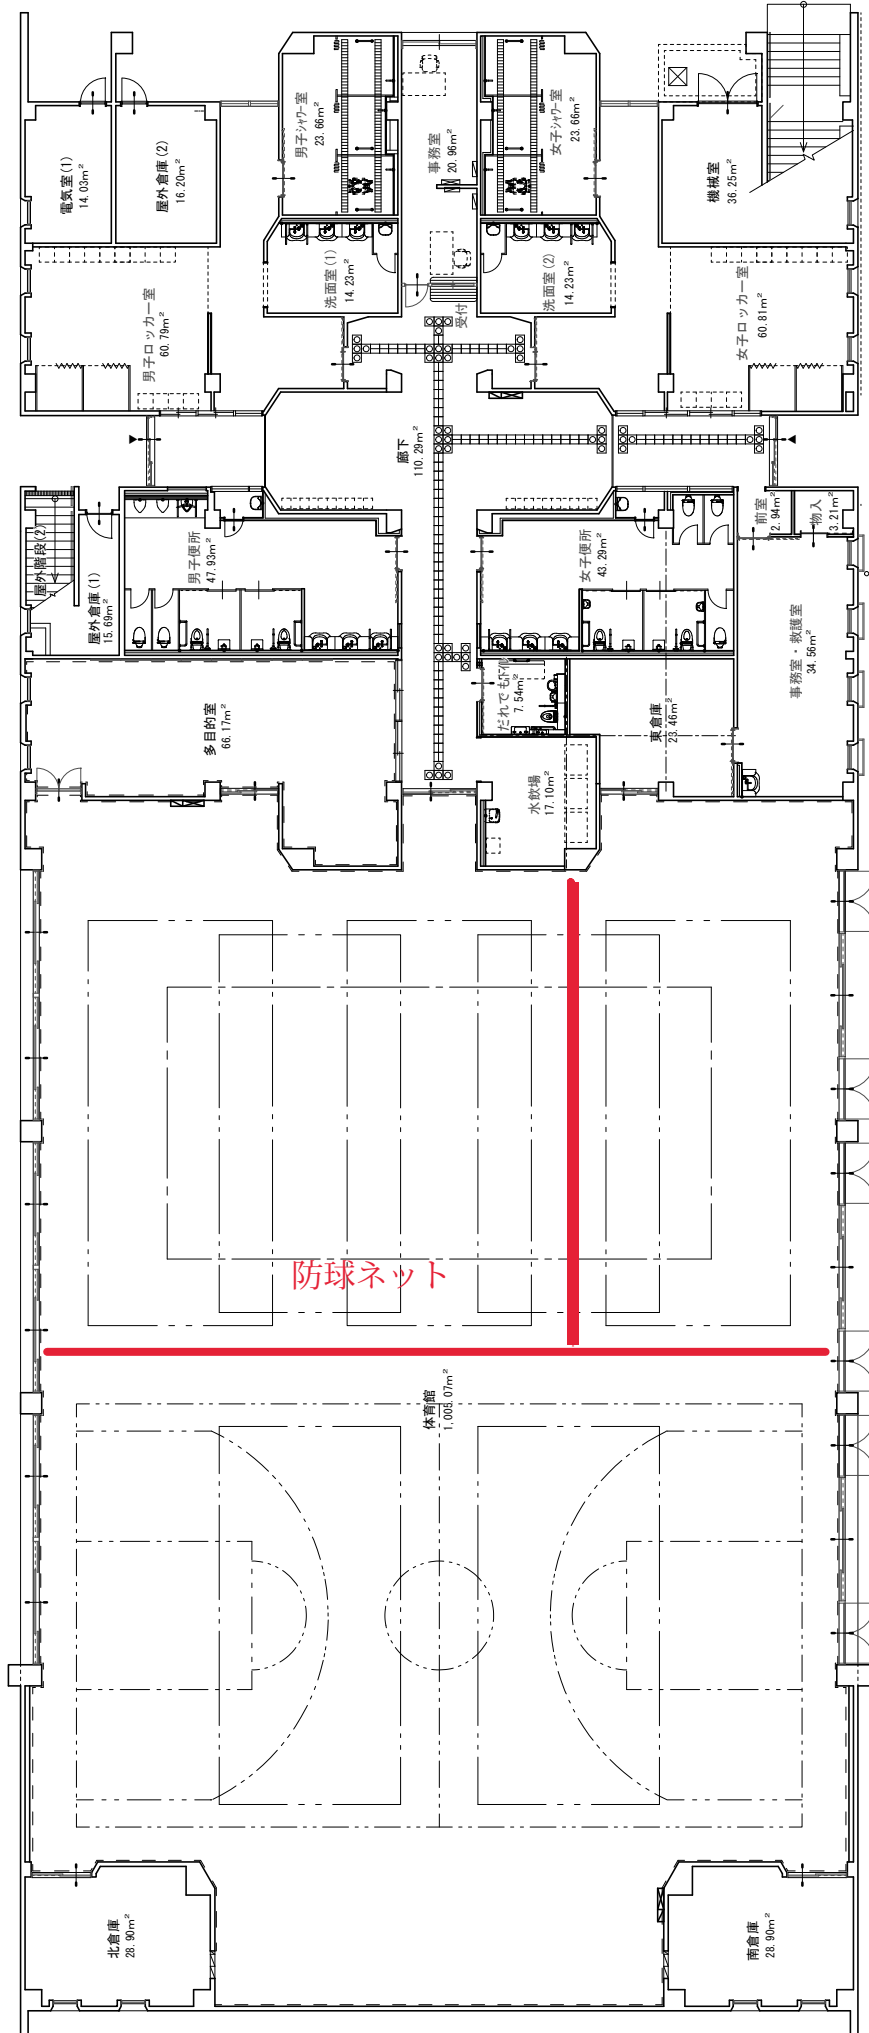 電気室(1)
14.03m²
屋外倉庫(2)
16.20m²
男子シャワー室
23.66m²
事務室
20.96m²
女子シャワー室
23.66m²
機械室
36.25m²
男子ロッカー室
60.79m²
洗面室(1)
14.23m²
受付
洗面室(2)
14.23m²
女子ロッカー室
60.81m²
廊下
110.29m²
屋外階段(2)
屋外倉庫(1)
15.69m²
男子便所
47.93m²
女子便所
43.29m²
前室
2.94m²
物入
3.21m²
事務室・救護室
34.56m²
多目的室
66.17m²
だれでも便所
7.54m²
東倉庫
23.46m²
水飲場
17.10m²
防球ネット
体育館
1,005.07m²
北倉庫
28.90m²
南倉庫
28.90m²